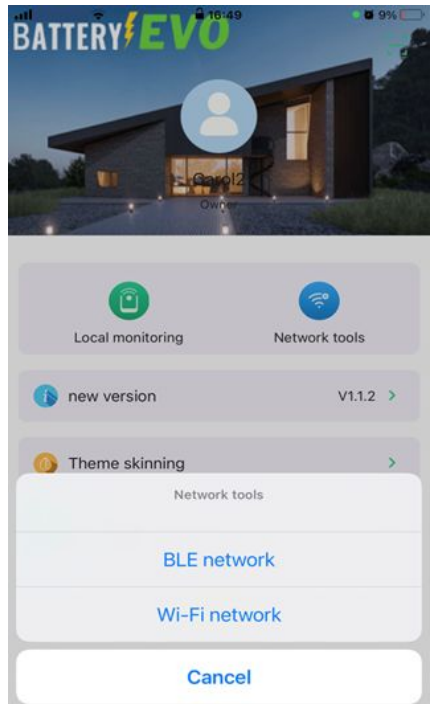 16:49
9%
BATTERY EVO
Carol2
Owner
Local monitoring
Network tools
new version
V1.1.2
Theme skinning
Network tools
BLE network
Wi-Fi network
Cancel